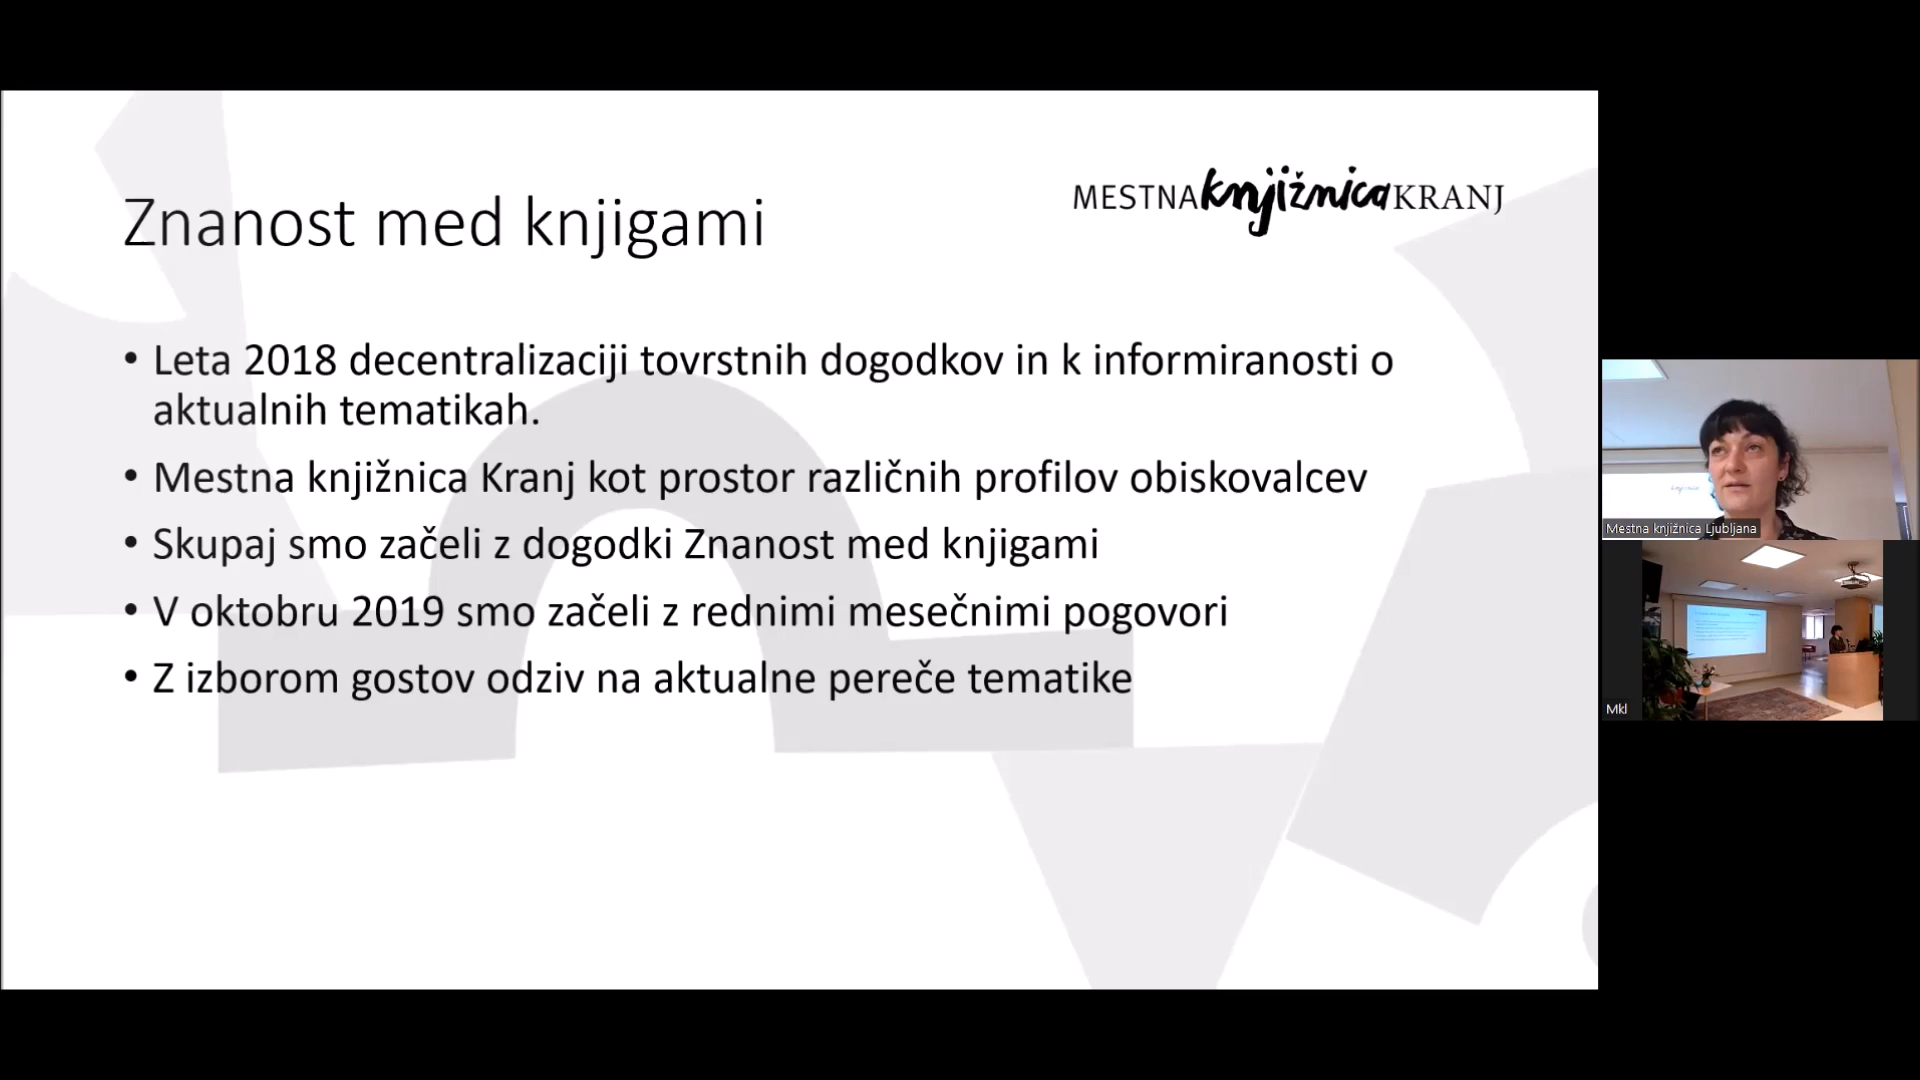 Znanost med knjigami
MESTNA knjižnica KRANJ
• Leta 2018 decentralizaciji tovrstnih dogodkov in k informiranosti o
aktualnih tematikah.
• Mestna knjižnica Kranj kot prostor različnih profilov obiskovalcev
• Skupaj smo začeli z dogodki Znanost med knjigami
• V oktobru 2019 smo začeli z rednimi mesečnimi pogovori
• Z izborom gostov odziv na aktualne pereče tematike
Mestna knjižnica Ljubljana
Mkl